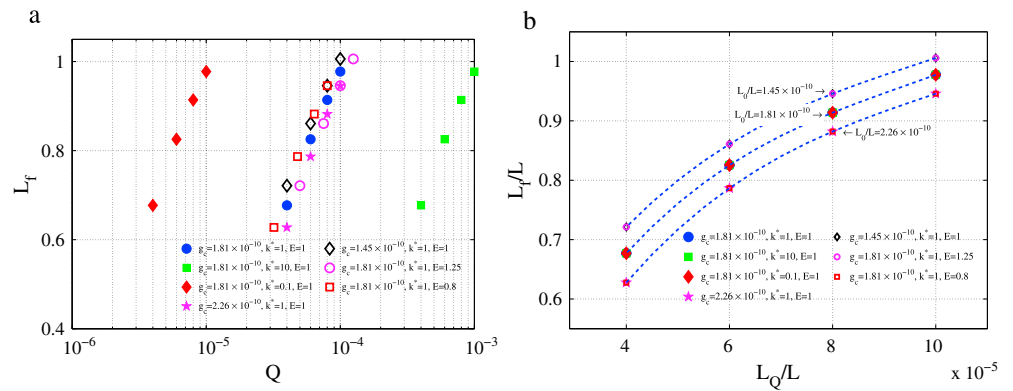 a
1
0.8
0.6
0.4
L_f
10^-6
10^-5
10^-4
10^-3
Q
g_c=1.81×10^-10, k*=1, E=1
g_c=1.81×10^-10, k*=10, E=1
g_c=1.81×10^-10, k*=0.1, E=1
g_c=2.26×10^-10, k*=1, E=1
g_c=1.45×10^-10, k*=1, E=1
g_c=1.81×10^-10, k*=1, E=1.25
g_c=1.81×10^-10, k*=1, E=0.8
b
1
0.9
0.8
0.7
0.6
L_f/L
4
6
8
10
x 10^-5
L_Q/L
L_0/L=1.45×10^-10→
L_0/L=1.81×10^-10→
←L_0/L=2.26×10^-10
g_c=1.81×10^-10, k*=1, E=1
g_c=1.81×10^-10, k*=10, E=1
g_c=1.81×10^-10, k*=0.1, E=1
g_c=2.26×10^-10, k*=1, E=1
g_c=1.45×10^-10, k*=1, E=1
g_c=1.81×10^-10, k*=1, E=1.25
g_c=1.81×10^-10, k*=1, E=0.8